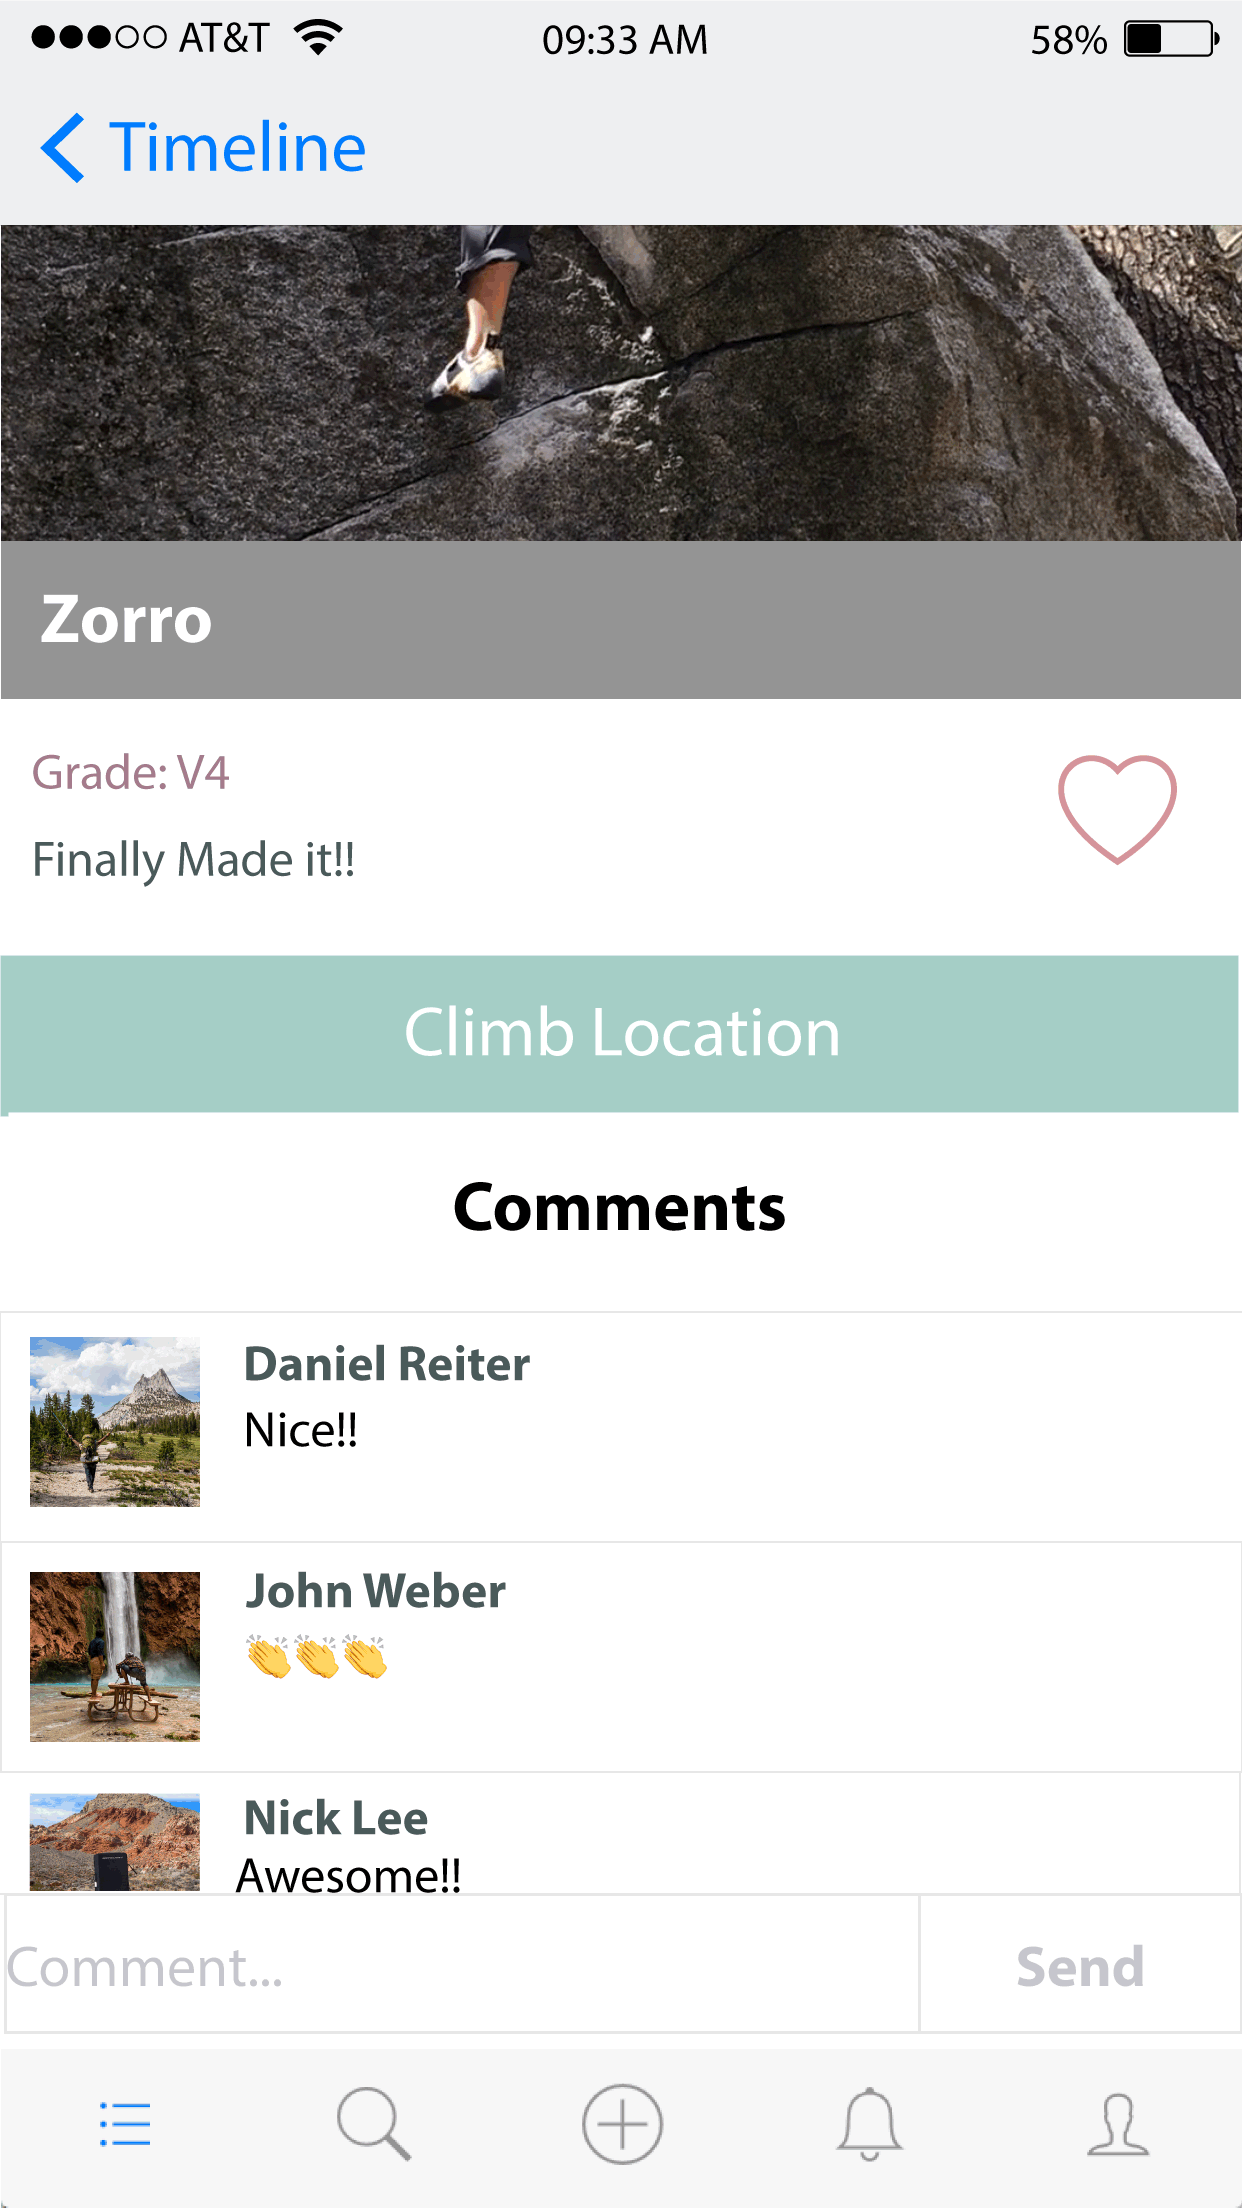 AT&T 09:33 AM 58%
Timeline
Zorro
Grade: V4
Finally Made it!!
Climb Location
Comments
Daniel Reiter
Nice!!
John Weber
👏👏👏
Nick Lee
Awesome!!
Comment... Send